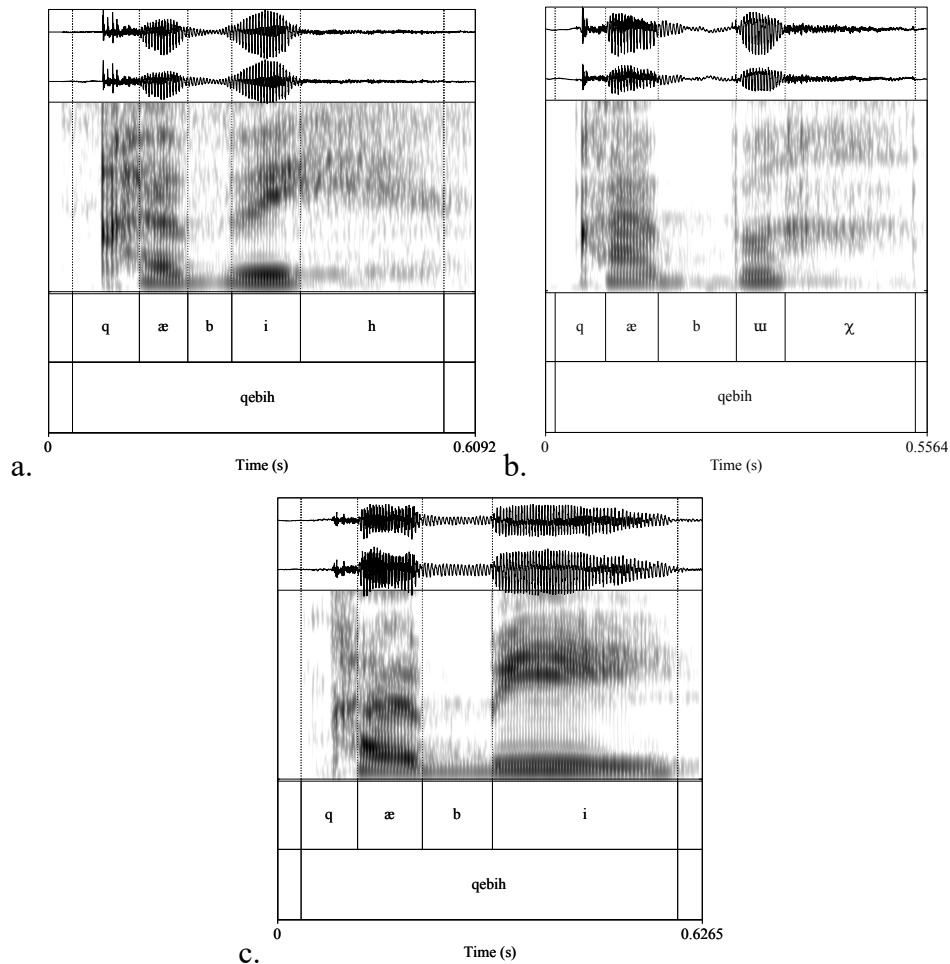 q æ b i h
qebih
0 0.6092
Time (s)
a.
q æ b ɯ χ
qebih
0 0.5564
Time (s)
b.
q æ b i
qebih
0 0.6265
Time (s)
c.